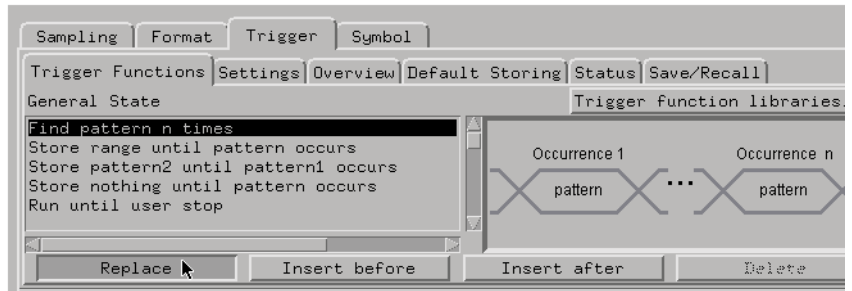 Sampling Format Trigger Symbol
Trigger Functions Settings Overview Default Storing Status Save/Recall
General State Trigger function libraries.
Find pattern n times
Store range until pattern occurs
Store pattern2 until pattern1 occurs
Store nothing until pattern occurs
Run until user stop
Occurrence 1 Occurrence n
pattern ... pattern
Replace Insert before Insert after Delete